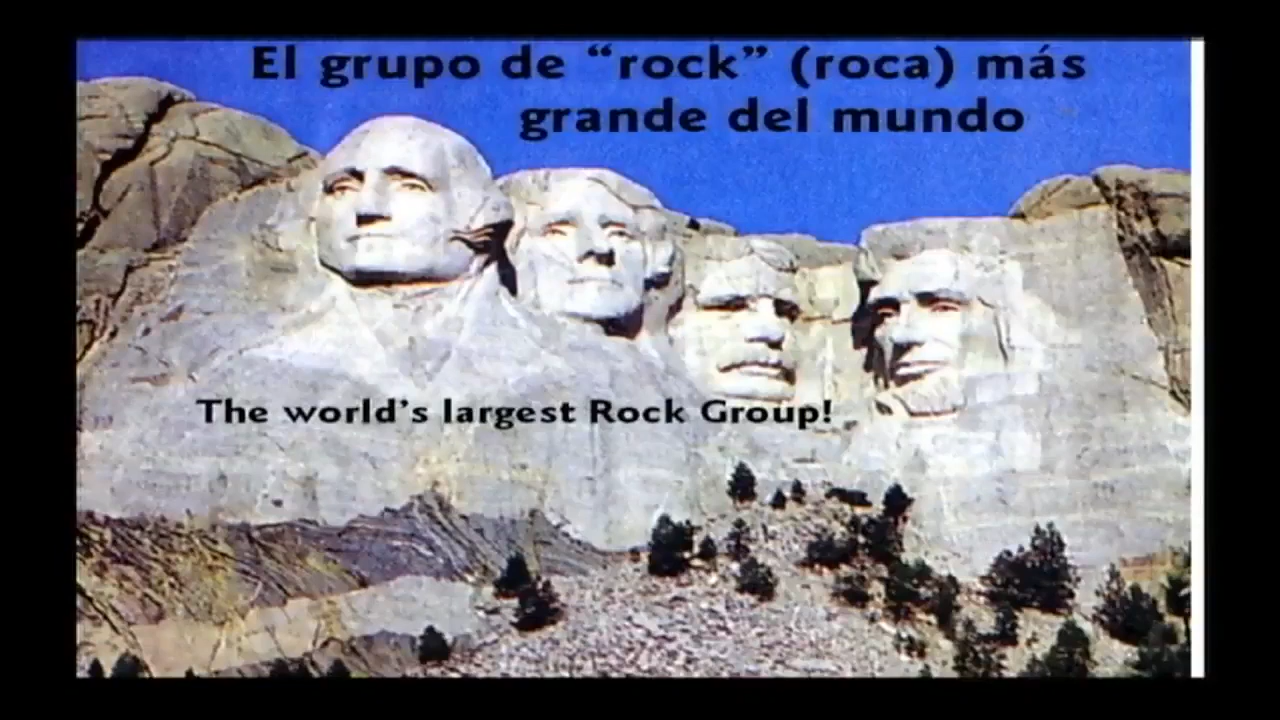 El grupo de “rock” (roca) más
grande del mundo
The world’s largest Rock Group!